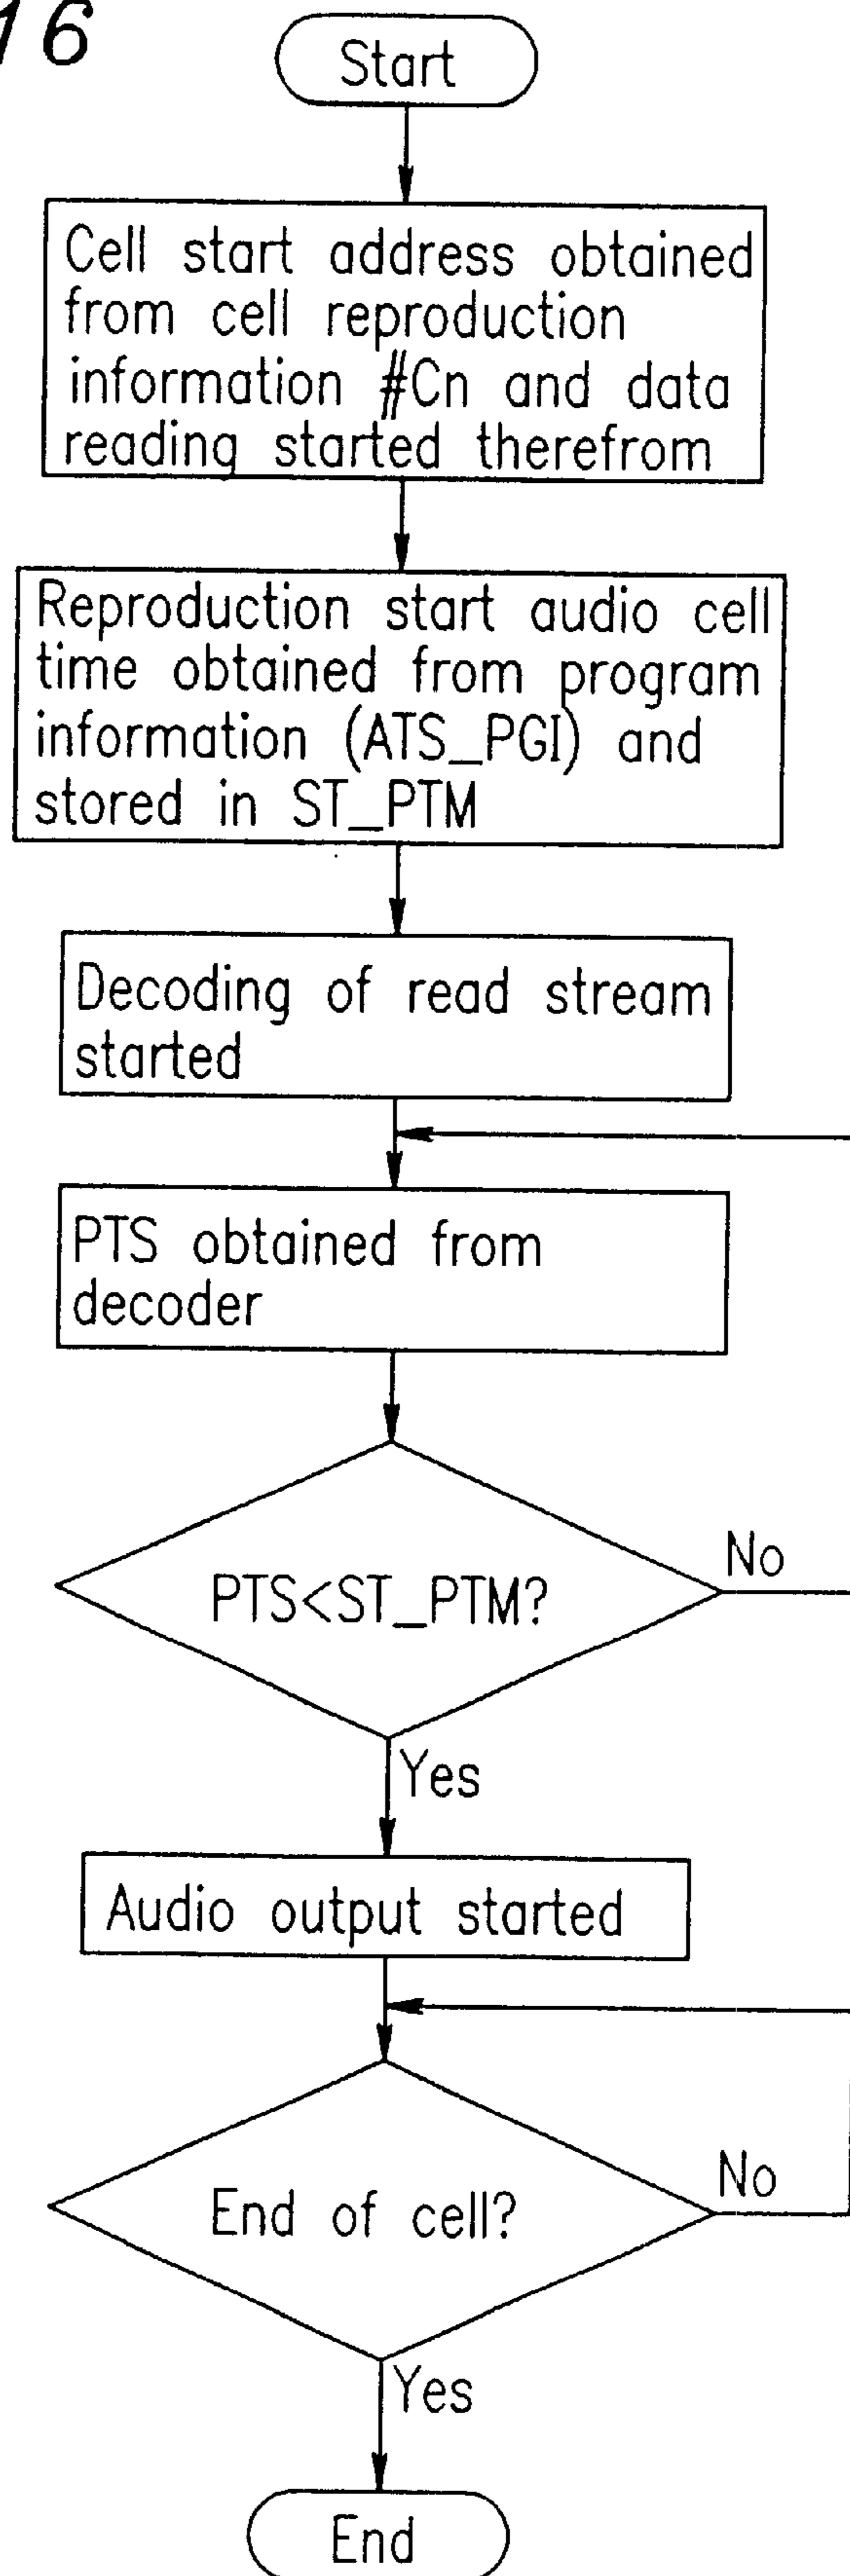 16
Start
Cell start address obtained
from cell reproduction
information #Cn and data
reading started therefrom
Reproduction start audio cell
time obtained from program
information (ATS_PGI) and
stored in ST_PTM
Decoding of read stream
started
PTS obtained from
decoder
PTS<ST_PTM?
No
Yes
Audio output started
End of cell?
No
Yes
End